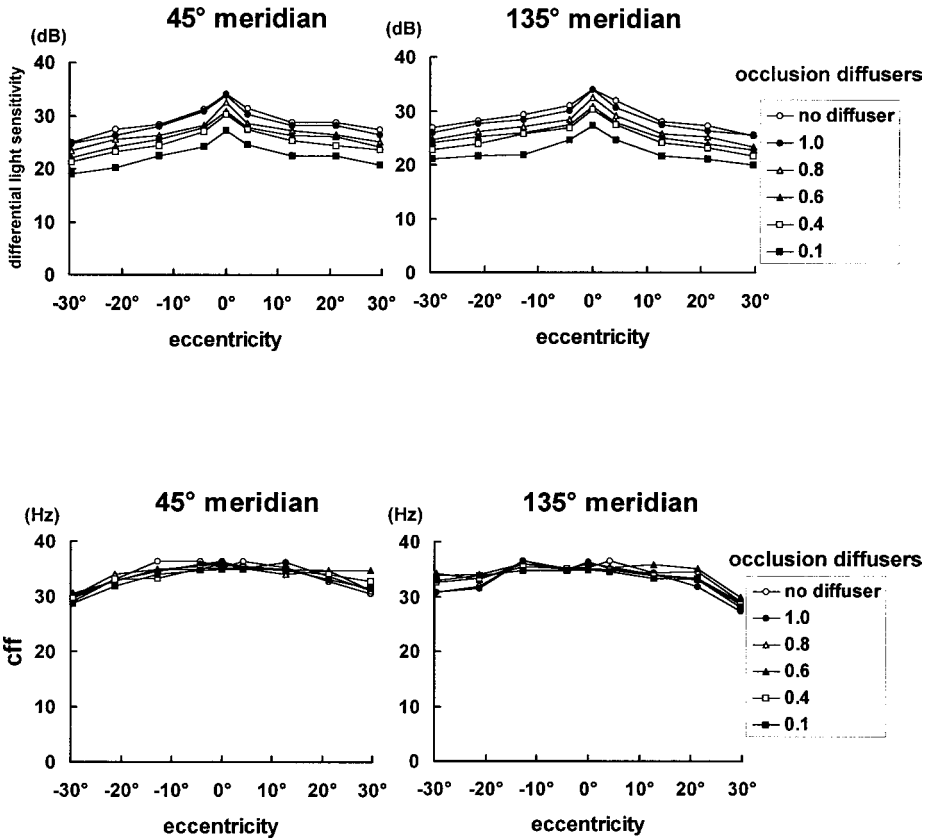 45° meridian
135° meridian
(dB)
(dB)
differential light sensitivity
40
30
20
10
0
-30° -20° -10° 0° 10° 20° 30°
eccentricity
40
30
20
10
0
-30° -20° -10° 0° 10° 20° 30°
eccentricity
occlusion diffusers
no diffuser
1.0
0.8
0.6
0.4
0.1
45° meridian
135° meridian
(Hz)
(Hz)
cff
40
30
20
10
0
-30° -20° -10° 0° 10° 20° 30°
eccentricity
40
30
20
10
0
-30° -20° -10° 0° 10° 20° 30°
eccentricity
occlusion diffusers
no diffuser
1.0
0.8
0.6
0.4
0.1